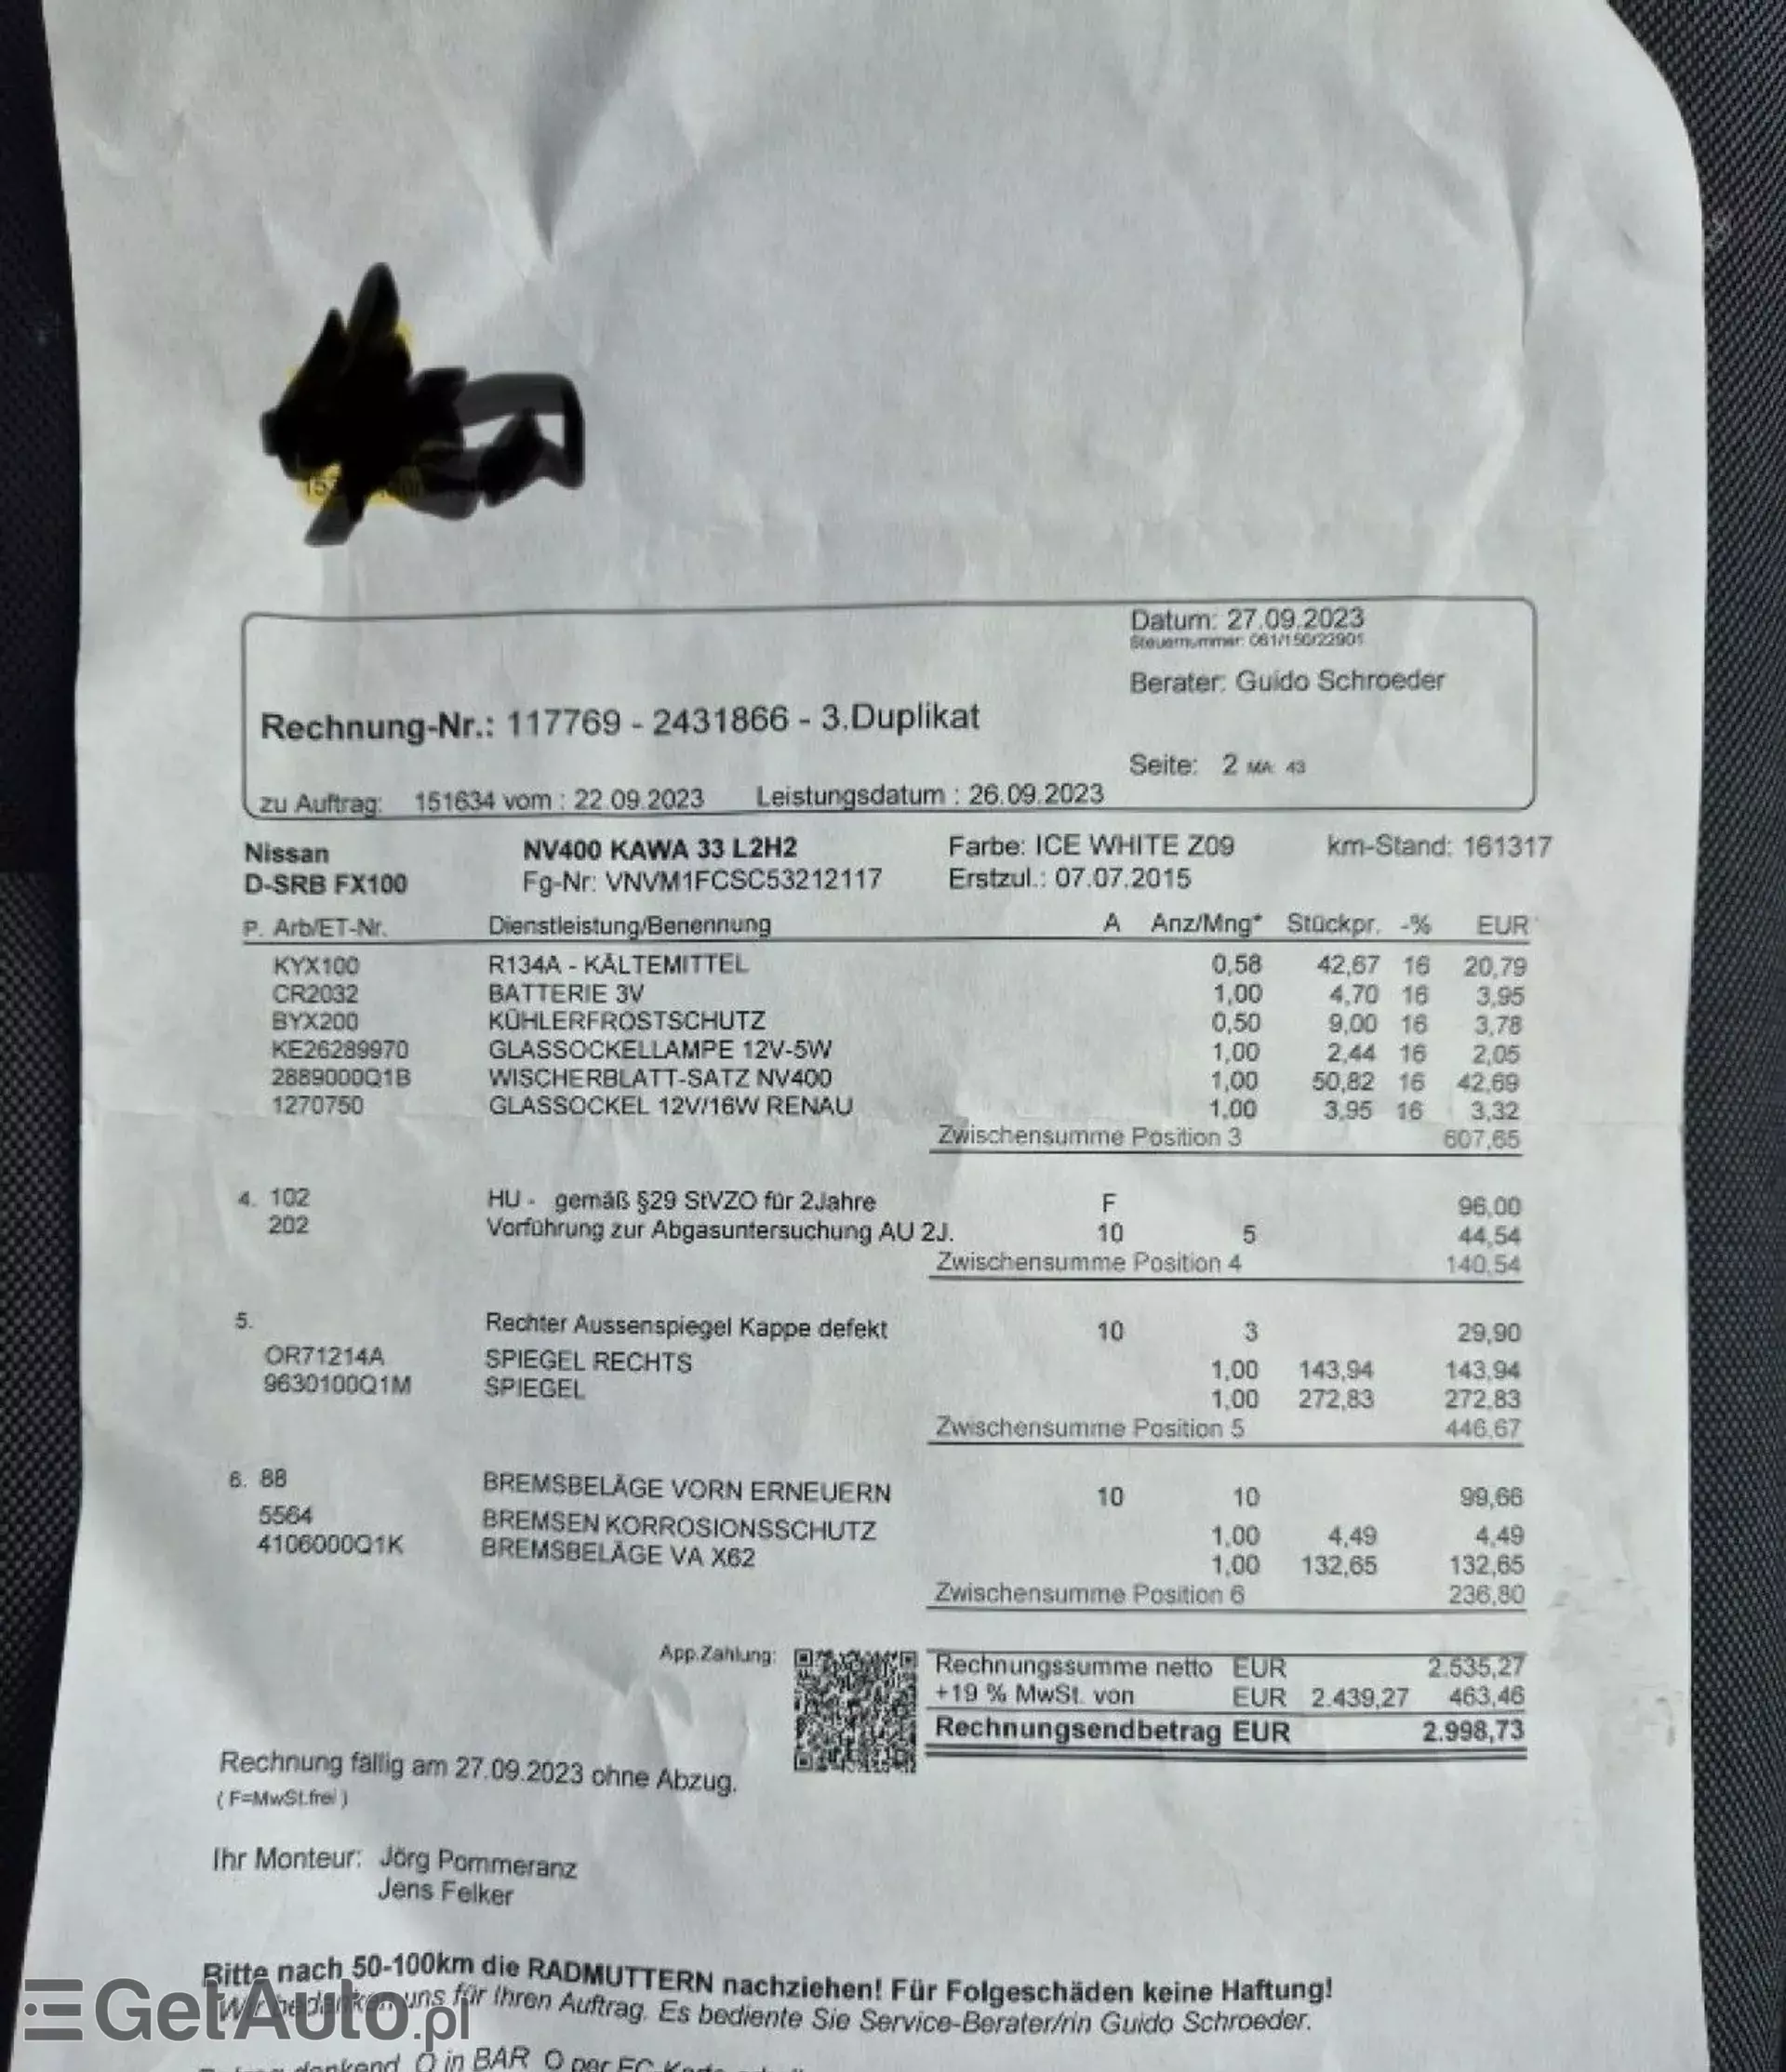 Datum: 27.09.2023
Steuernummer: 061/150/22901
Berater: Guido Schroeder
Rechnung-Nr.: 117769 - 2431866 - 3.Duplikat
Seite: 2 MA: 43
zu Auftrag: 151634 vom : 22.09.2023 Leistungsdatum : 26.09.2023
Nissan NV400 KAWA 33 L2H2 Farbe: ICE WHITE Z09 km-Stand: 161317
D-SRB FX100 Fg-Nr: VNVM1FCSC53212117 Erstzul.: 07.07.2015
P. Arb/ET-Nr. Dienstleistung/Benennung A Anz/Mng* Stückpr. -% EUR
KYX100 R134A - KÄLTEMITTEL 0,58 42,67 16 20,79
CR2032 BATTERIE 3V 1,00 4,70 16 3,95
BYX200 KÜHLERFROSTSCHUTZ 0,50 9,00 16 3,78
KE26289970 GLASSOCKELLAMPE 12V-5W 1,00 2,44 16 2,05
2889000Q1B WISCHERBLATT-SATZ NV400 1,00 50,82 16 42,69
1270750 GLASSOCKEL 12V/16W RENAU 1,00 3,95 16 3,32
Zwischensumme Position 3 607,65
4. 102 HU - gemäß §29 StVZO für 2Jahre F 96,00
202 Vorführung zur Abgasuntersuchung AU 2J. 10 5 44,54
Zwischensumme Position 4 140,54
5. Rechter Aussenspiegel Kappe defekt 10 3 29,90
OR71214A SPIEGEL RECHTS 1,00 143,94 143,94
9630100Q1M SPIEGEL 1,00 272,83 272,83
Zwischensumme Position 5 446,67
6. 88 BREMSBELÄGE VORN ERNEUERN 10 10 99,66
5564 BREMSEN KORROSIONSSCHUTZ 1,00 4,49 4,49
4106000Q1K BREMSBELÄGE VA X62 1,00 132,65 132,65
Zwischensumme Position 6 236,80
App.Zahlung:
Rechnungssumme netto EUR 2.535,27
+19 % MwSt. von EUR 2.439,27 463,46
Rechnungsendbetrag EUR 2.998,73
Rechnung fällig am 27.09.2023 ohne Abzug.
( F=MwSt.frei )
Ihr Monteur: Jörg Pommeranz
Jens Felker
Bitte nach 50-100km die RADMUTTERN nachziehen! Für Folgeschäden keine Haftung!
Wir bedanken uns für Ihren Auftrag. Es bediente Sie Service-Berater/rin Guido Schroeder.
GetAuto.pl
dankend O in BAR O per EC-Karte